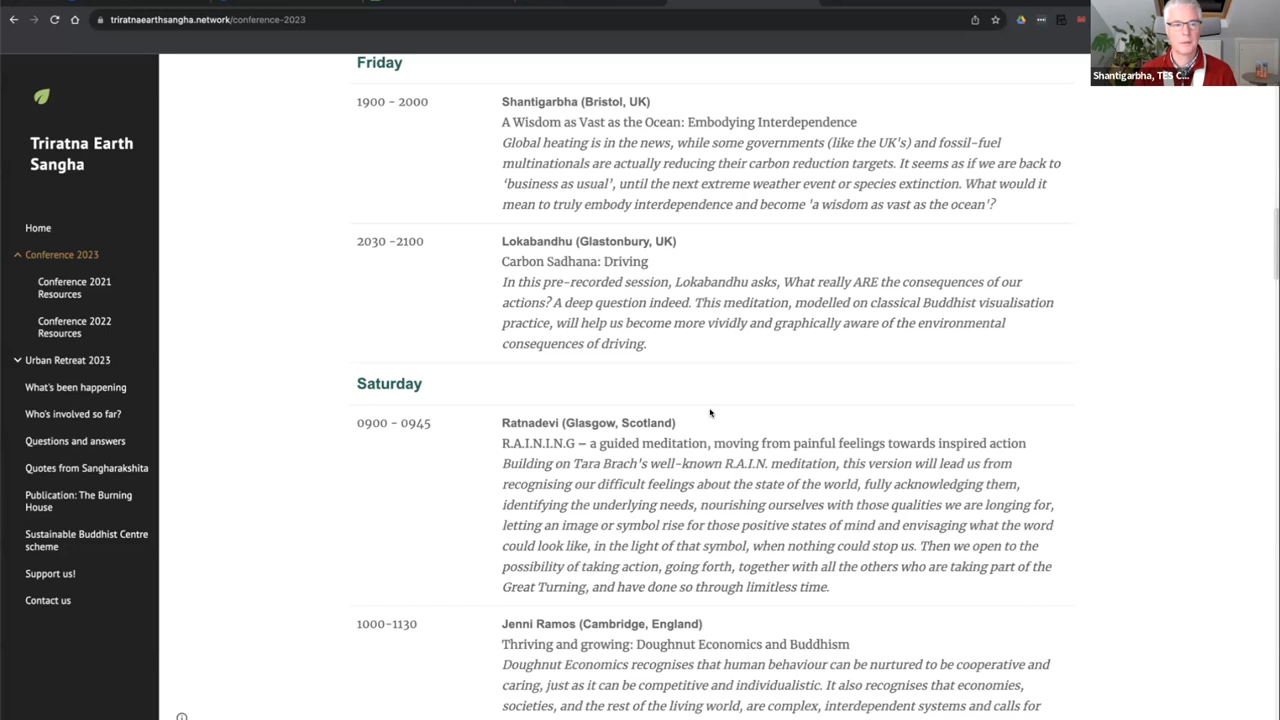 triratnaearthsangha.network/conference-2023
Shantigarbha, TES C...
Triratna Earth
Sangha
Home
Conference 2023
Conference 2021
Resources
Conference 2022
Resources
Urban Retreat 2023
What's been happening
Who's involved so far?
Questions and answers
Quotes from Sangharakshita
Publication: The Burning
House
Sustainable Buddhist Centre
scheme
Support us!
Contact us
Friday
1900 - 2000
Shantigarbha (Bristol, UK)
A Wisdom as Vast as the Ocean: Embodying Interdependence
Global heating is in the news, while some governments (like the UK's) and fossil-fuel
multinationals are actually reducing their carbon reduction targets. It seems as if we are back to
'business as usual', until the next extreme weather event or species extinction. What would it
mean to truly embody interdependence and become 'a wisdom as vast as the ocean'?
2030 -2100
Lokabandhu (Glastonbury, UK)
Carbon Sadhana: Driving
In this pre-recorded session, Lokabandhu asks, What really ARE the consequences of our
actions? A deep question indeed. This meditation, modelled on classical Buddhist visualisation
practice, will help us become more vividly and graphically aware of the environmental
consequences of driving.
Saturday
0900 - 0945
Ratnadevi (Glasgow, Scotland)
R.A.I.N.I.N.G – a guided meditation, moving from painful feelings towards inspired action
Building on Tara Brach's well-known R.A.I.N. meditation, this version will lead us from
recognising our difficult feelings about the state of the world, fully acknowledging them,
identifying the underlying needs, nourishing ourselves with those qualities we are longing for,
letting an image or symbol rise for those positive states of mind and envisaging what the word
could look like, in the light of that symbol, when nothing could stop us. Then we open to the
possibility of taking action, going forth, together with all the others who are taking part of the
Great Turning, and have done so through limitless time.
1000-1130
Jenni Ramos (Cambridge, England)
Thriving and growing: Doughnut Economics and Buddhism
Doughnut Economics recognises that human behaviour can be nurtured to be cooperative and
caring, just as it can be competitive and individualistic. It also recognises that economies,
societies, and the rest of the living world, are complex, interdependent systems and calls for